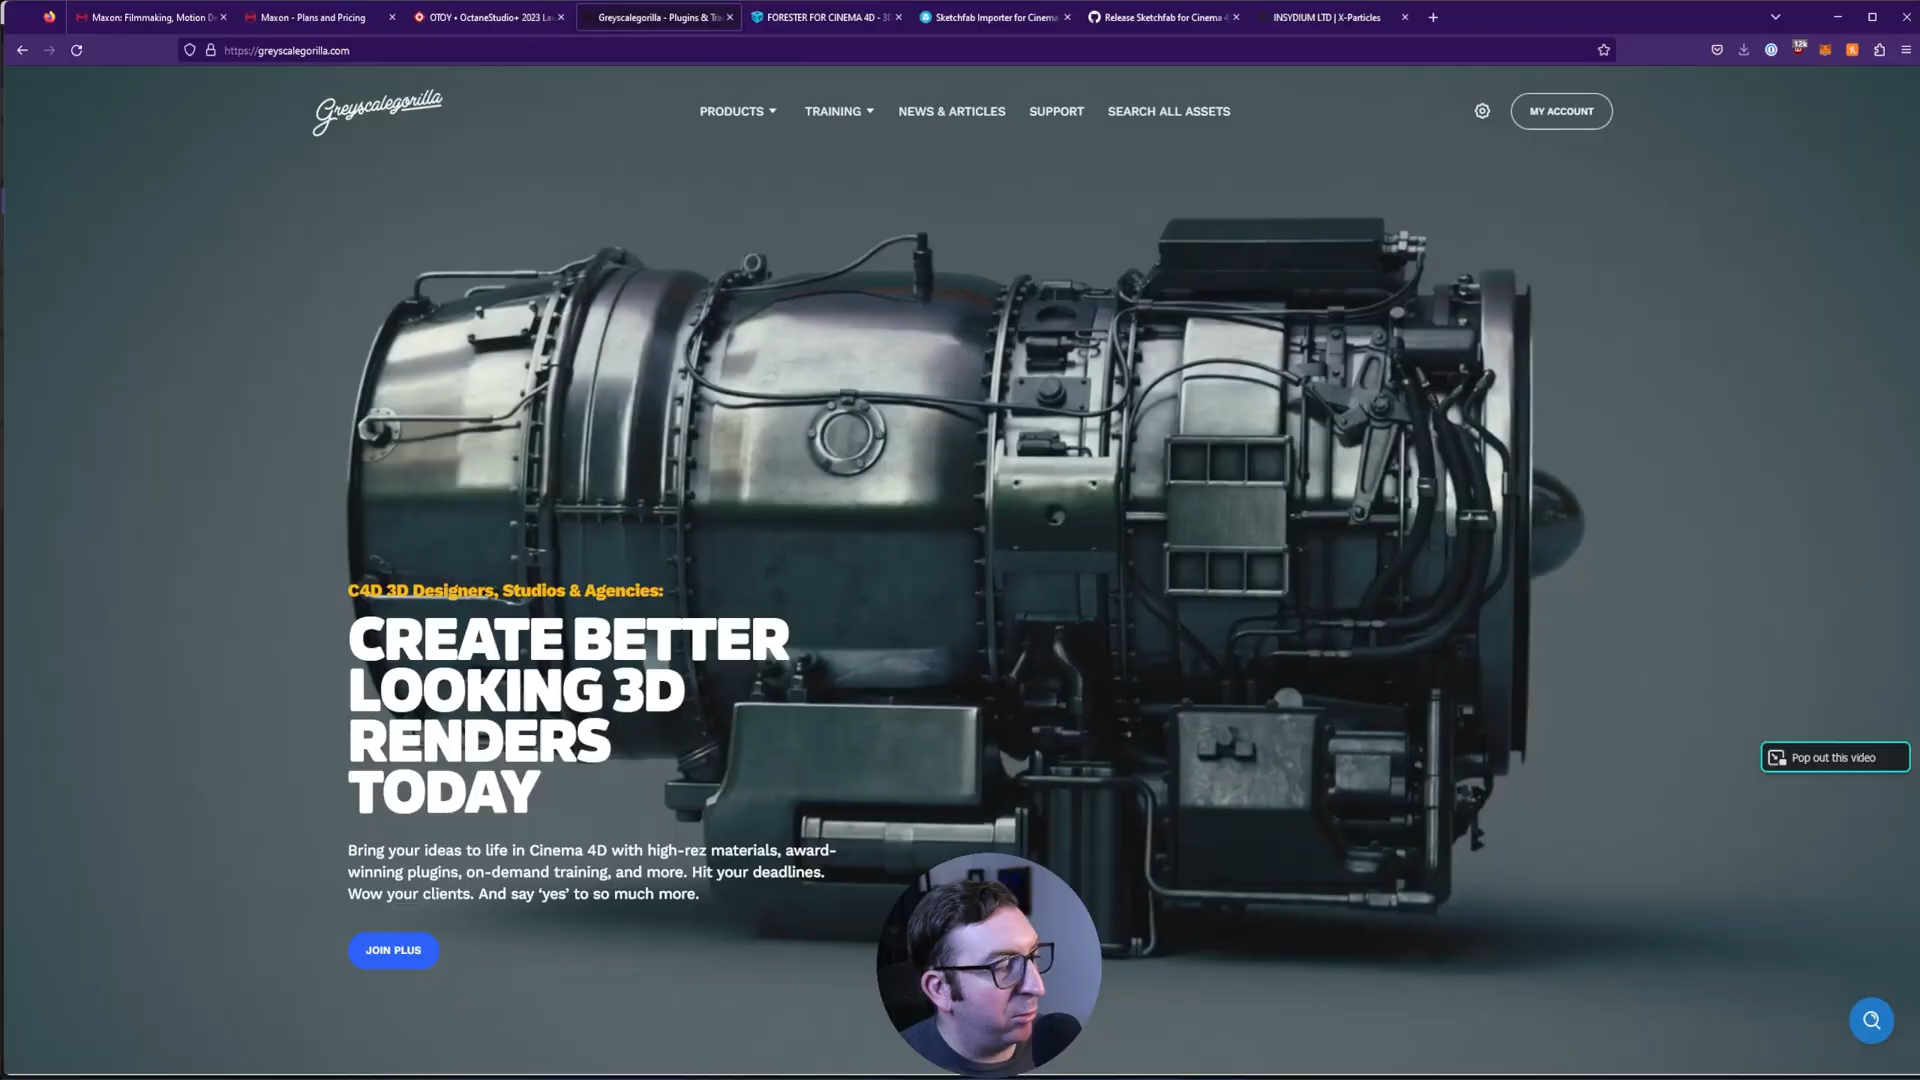 Maxon: Filmmaking, Motion D
Maxon - Plans and Pricing
OTOY • OctaneStudio+ 2023 La
Greyscalegorilla - Plugins & Tra
FORESTER FOR CINEMA 4D - 3D
Sketchfab Importer for Cinema
Release Sketchfab for Cinema 4
INSYDIUM LTD | X-Particles
https://greyscalegorilla.com
12k
Greyscalegorilla
PRODUCTS
TRAINING
NEWS & ARTICLES
SUPPORT
SEARCH ALL ASSETS
MY ACCOUNT
C4D 3D Designers, Studios & Agencies:
CREATE BETTER
LOOKING 3D
RENDERS
TODAY
Pop out this video
Bring your ideas to life in Cinema 4D with high-rez materials, award-
winning plugins, on-demand training, and more. Hit your deadlines.
Wow your clients. And say ‘yes’ to so much more.
JOIN PLUS